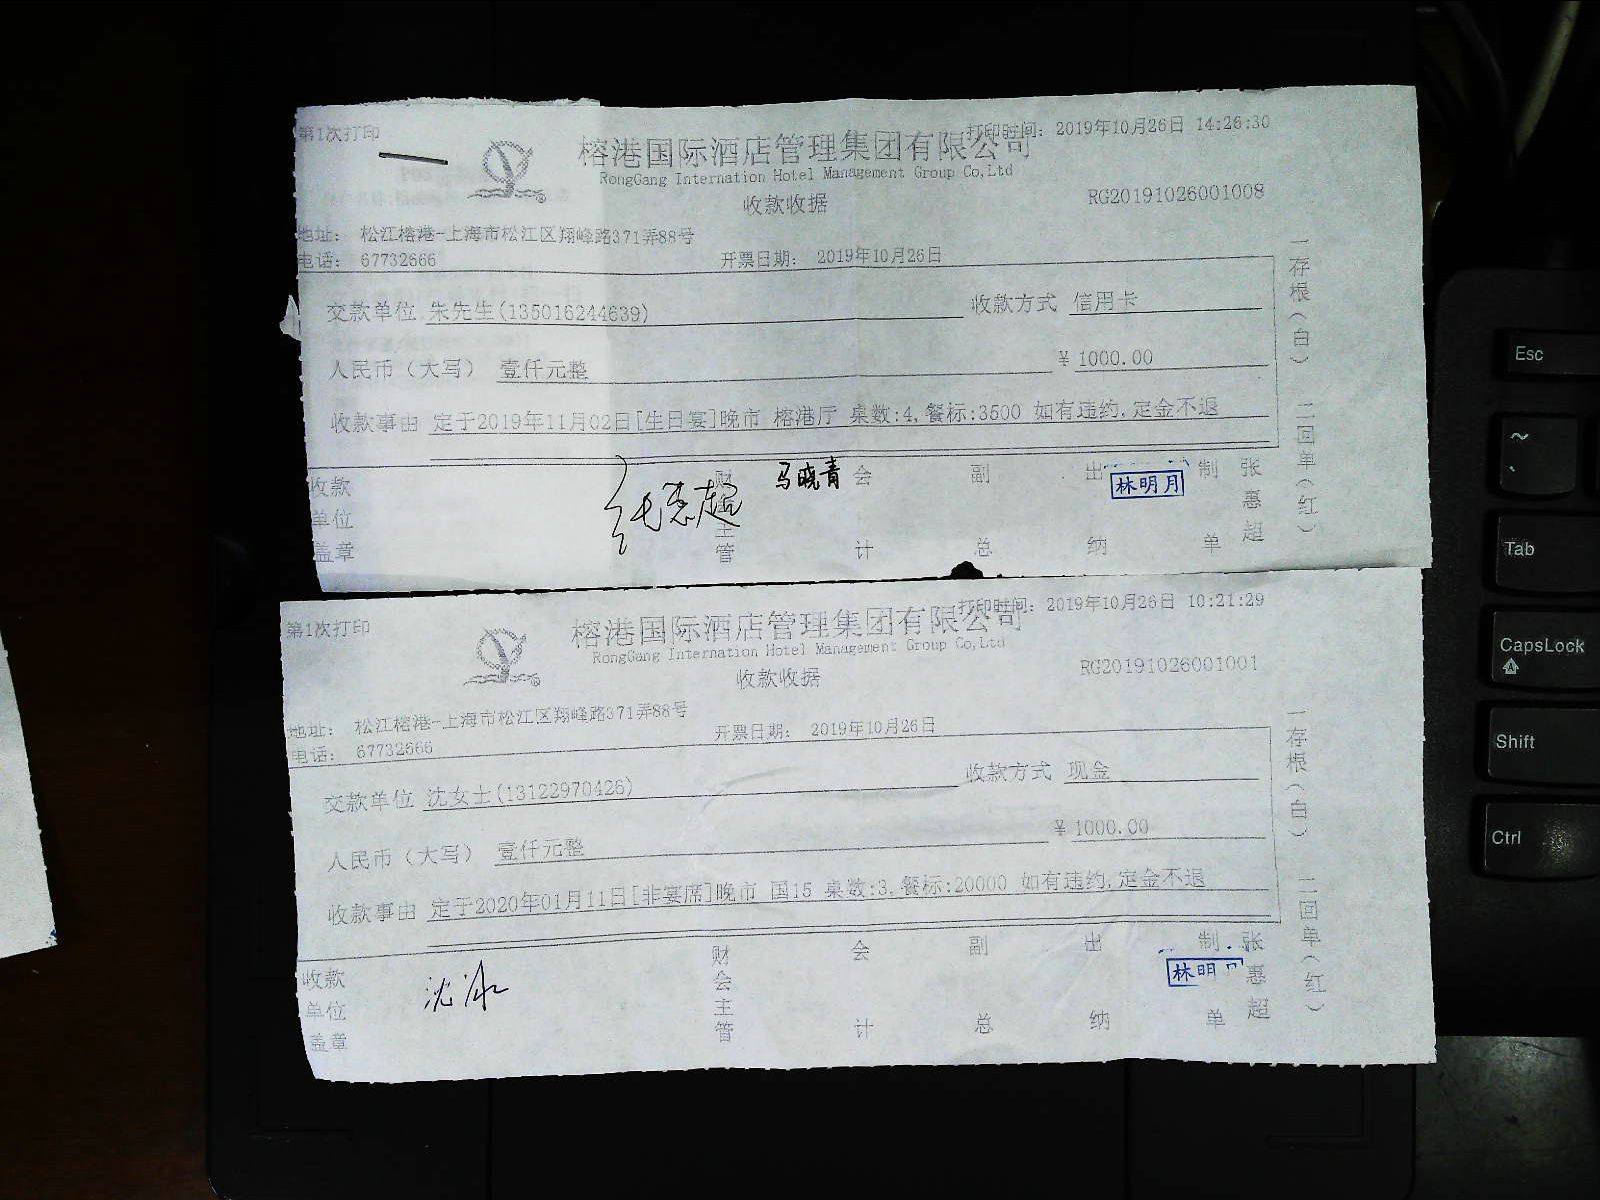 第1次打印
打印时间：2019年10月26日 14:26:30
榕港国际酒店管理集团有限公司
RongGang Internation Hotel Management Group Co,Ltd
收款收据
RG20191026001008
地址： 松江榕港-上海市松江区翔峰路371弄88号
电话： 67732666
开票日期： 2019年10月26日
交款单位 朱先生(135016244639)
收款方式 信用卡
人民币（大写） 壹仟元整
¥ 1000.00
收款事由 定于2019年11月02日[生日宴]晚市 榕港厅 桌数:4,餐标:3500 如有违约,定金不退
一存根（白） 二回单（红）
收款单位盖章
财会主管
马晓青
会计
副总
出纳
林明月
制单
张惠超
第1次打印
打印时间：2019年10月26日 10:21:29
榕港国际酒店管理集团有限公司
RongGang Internation Hotel Management Group Co,Ltd
收款收据
RG20191026001001
地址： 松江榕港-上海市松江区翔峰路371弄88号
电话： 67732666
开票日期： 2019年10月26日
交款单位 沈女士(13122970426)
收款方式 现金
人民币（大写） 壹仟元整
¥ 1000.00
收款事由 定于2020年01月11日[非宴席]晚市 国15 桌数:3,餐标:20000 如有违约,定金不退
一存根（白） 二回单（红）
收款单位盖章
财会主管
会计
副总
出纳
林明
制单
张惠超
Esc
~
Tab
CapsLock
Shift
Ctrl